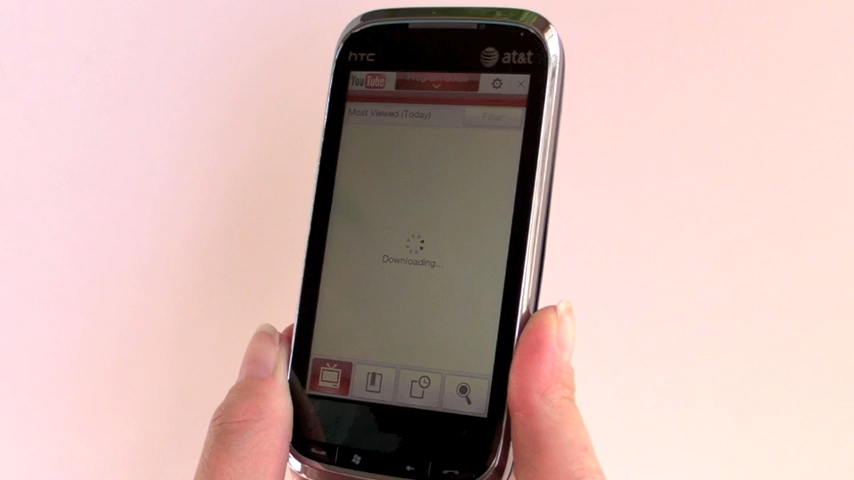 hTC
at&t
YouTube
Most Viewed (Today)
Filter
Downloading...